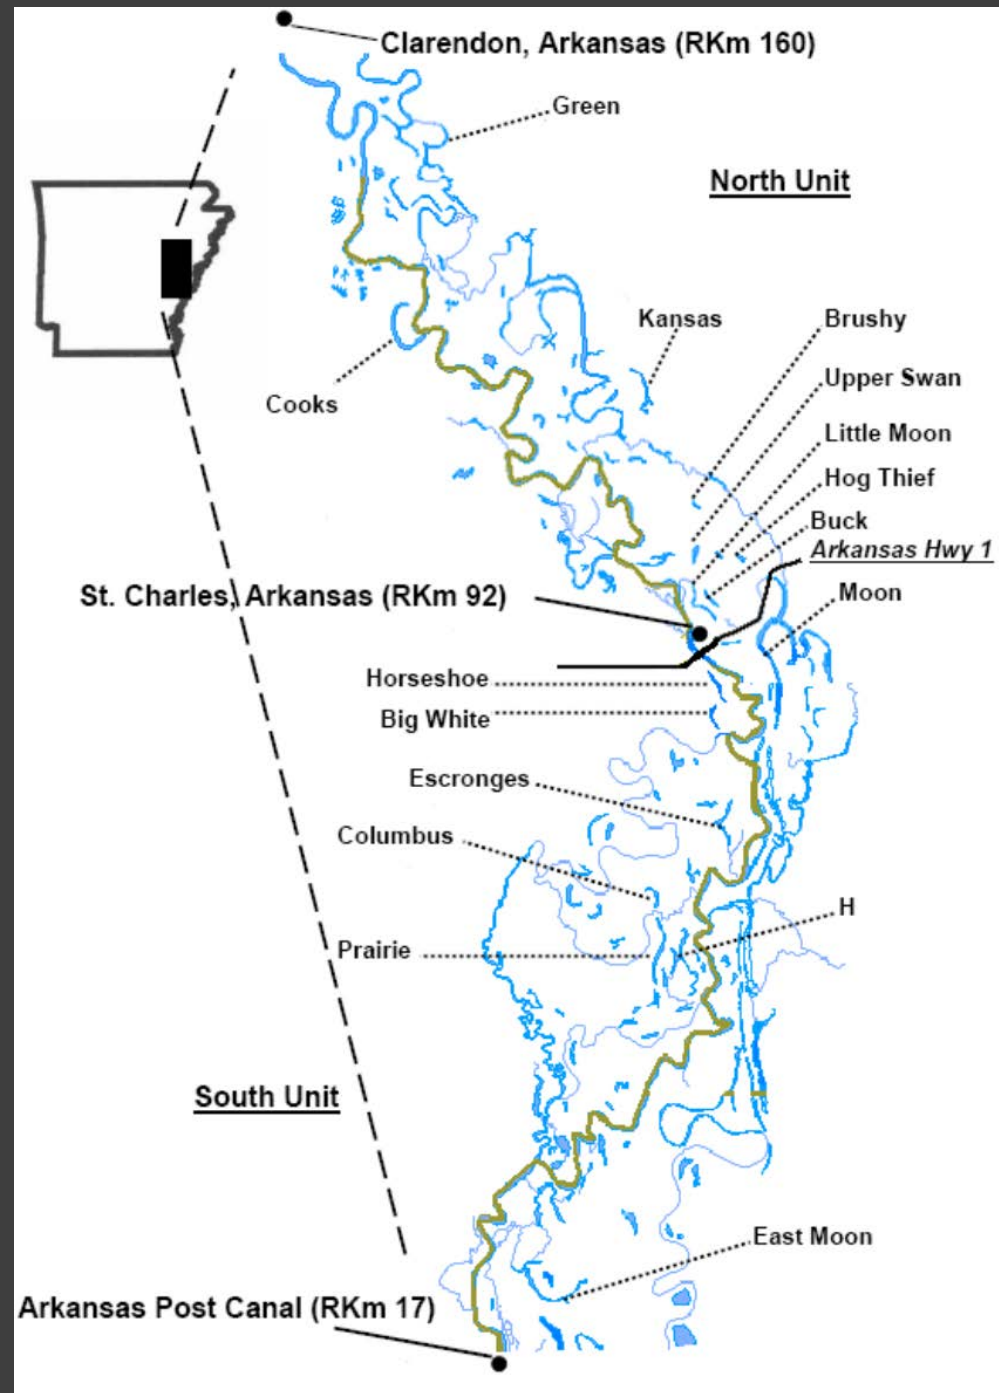 Clarendon, Arkansas (RKm 160)
Green
North Unit
Kansas
Brushy
Upper Swan
Cooks
Little Moon
Hog Thief
Buck
Arkansas Hwy 1
St. Charles, Arkansas (RKm 92)
Moon
Horseshoe
Big White
Escronges
Columbus
H
Prairie
South Unit
East Moon
Arkansas Post Canal (RKm 17)